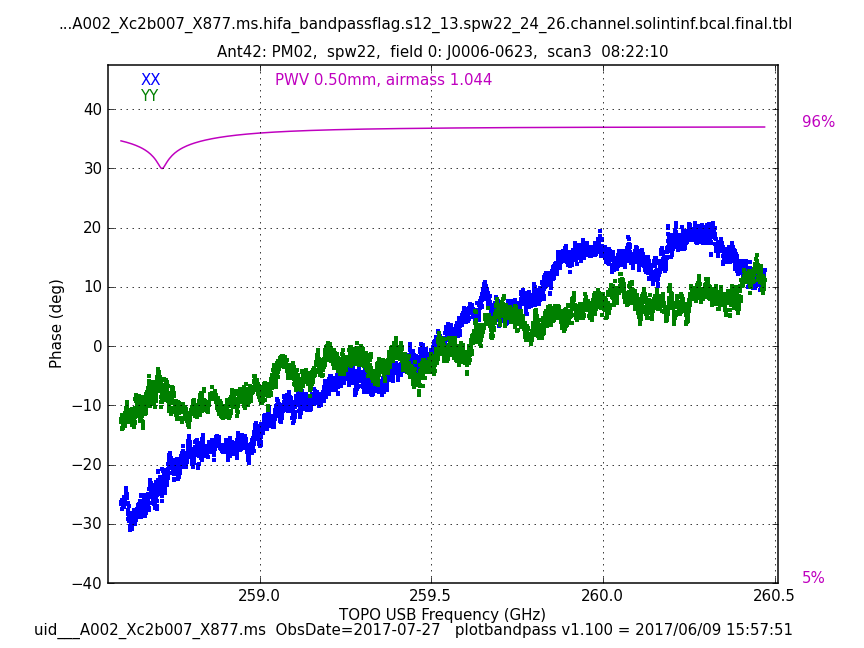 ...A002_Xc2b007_X877.ms.hifa_bandpassflag.s12_13.spw22_24_26.channel.solintinf.bcal.final.tbl
Ant42: PM02,  spw22,  field 0: J0006-0623,  scan3  08:22:10
XX
PWV 0.50mm, airmass 1.044
YY
40
96%
30
20
10
0
−10
−20
−30
−40
5%
Phase (deg)
259.0 259.5 260.0 260.5
TOPO USB Frequency (GHz)
uid___A002_Xc2b007_X877.ms  ObsDate=2017-07-27   plotbandpass v1.100 = 2017/06/09 15:57:51